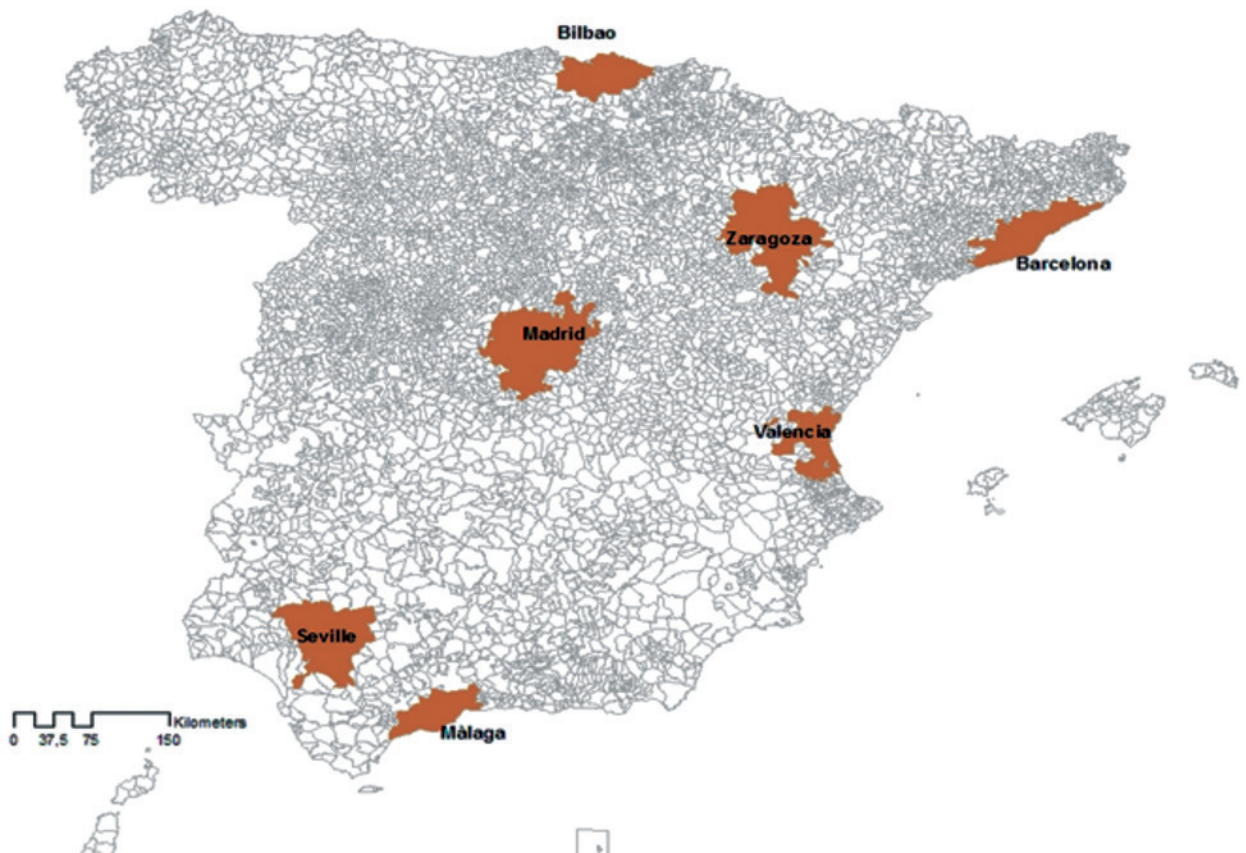 Bilbao
Zaragoza
Barcelona
Madrid
Valencia
Seville
Kilometers
0 37,5 75 150
Màlaga